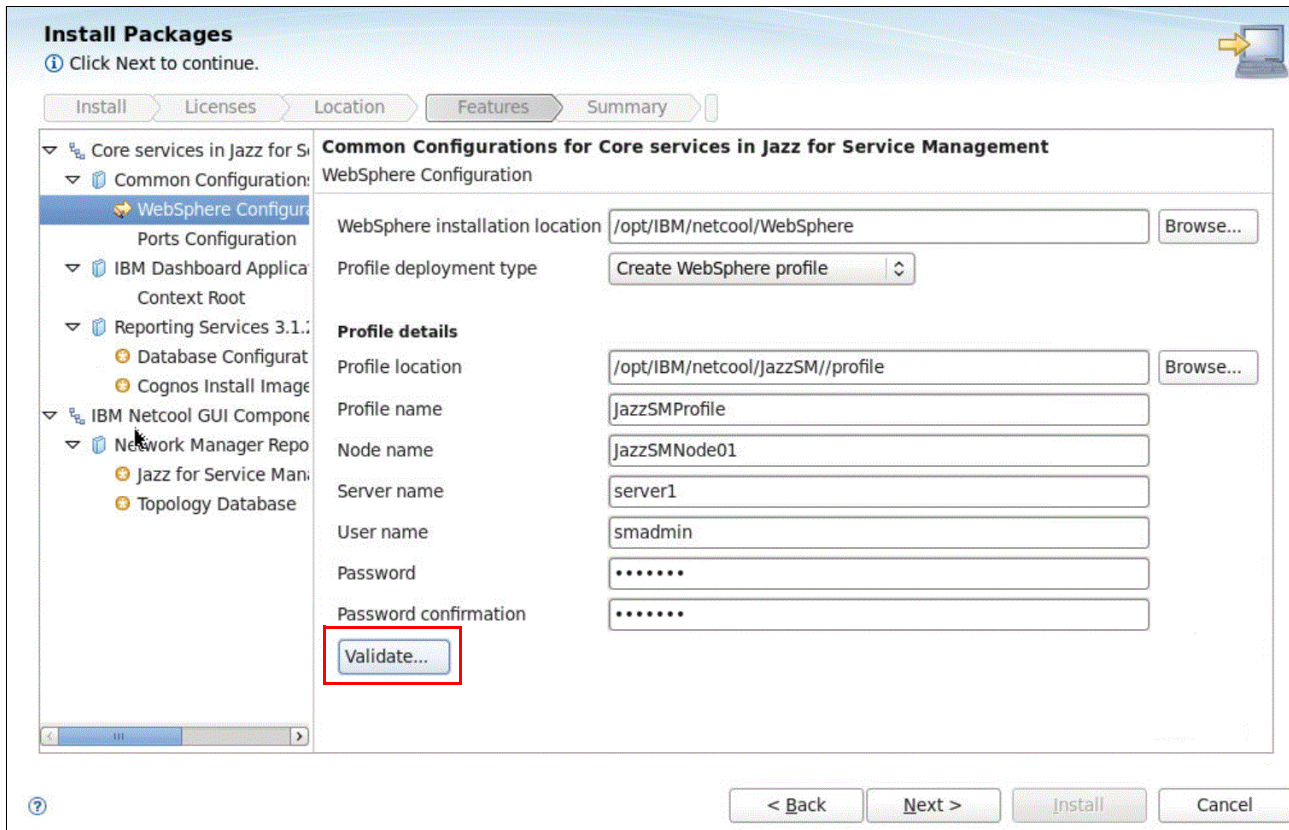 Install Packages
Click Next to continue.
Install Licenses Location Features Summary
Core services in Jazz for S
Common Configurations
WebSphere Configura
Ports Configuration
IBM Dashboard Applica
Context Root
Reporting Services 3.1.2
Database Configurat
Cognos Install Image
IBM Netcool GUI Compone
Network Manager Repo
Jazz for Service Man
Topology Database
Common Configurations for Core services in Jazz for Service Management
WebSphere Configuration
WebSphere installation location /opt/IBM/netcool/WebSphere Browse...
Profile deployment type Create WebSphere profile
Profile details
Profile location /opt/IBM/netcool/JazzSM//profile Browse...
Profile name JazzSMProfile
Node name JazzSMNode01
Server name server1
User name smadmin
Password •••••••
Password confirmation •••••••
Validate...
? < Back Next > Install Cancel